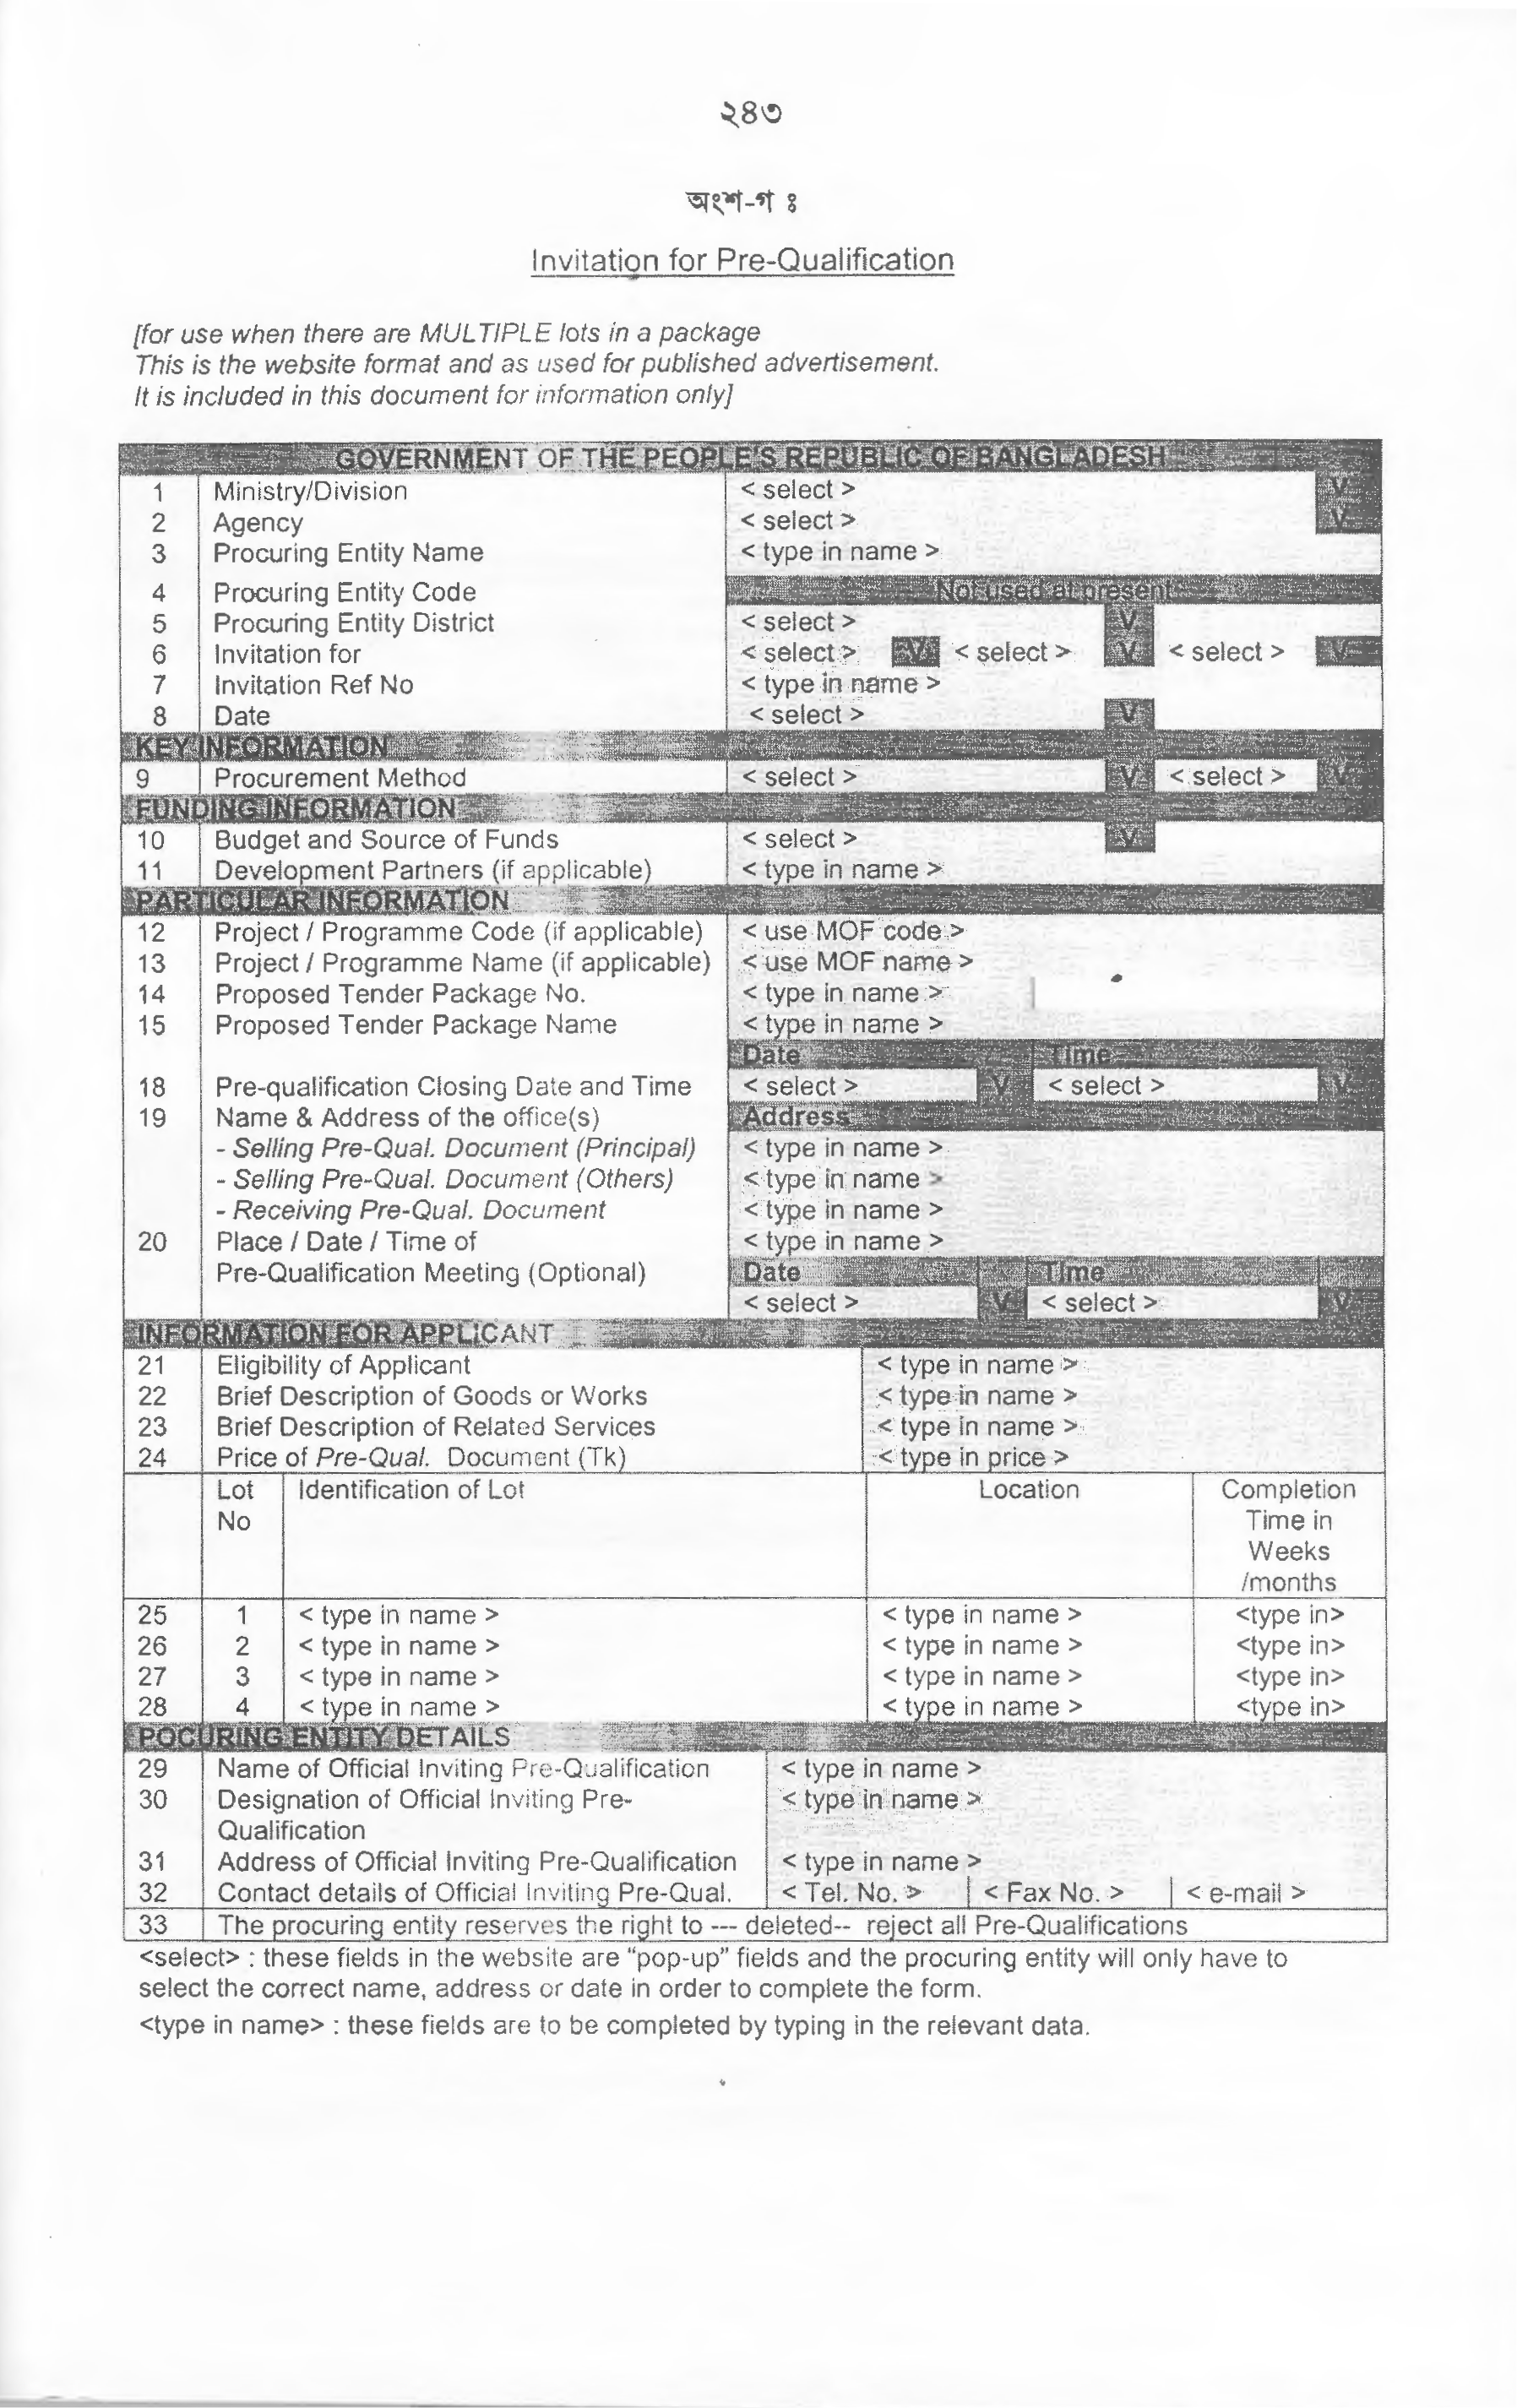 ২৪৩
অংশ-গ ঃ
Invitation for Pre-Qualification
[for use when there are MULTIPLE lots in a package
This is the website format and as used for published advertisement.
It is included in this document for information only]
GOVERNMENT OF THE PEOPLE'S REPUBLIC OF BANGLADESH
1 Ministry/Division < select > V
2 Agency < select > V
3 Procuring Entity Name < type in name >
4 Procuring Entity Code Not used at present
5 Procuring Entity District < select > V
6 Invitation for < select > V < select > V < select > V
7 Invitation Ref No < type in name >
8 Date < select > V
KEY INFORMATION
9 Procurement Method < select > V < select > V
FUNDING INFORMATION
10 Budget and Source of Funds < select > V
11 Development Partners (if applicable) < type in name >
PARTICULAR INFORMATION
12 Project / Programme Code (if applicable) < use MOF code >
13 Project / Programme Name (if applicable) < use MOF name >
14 Proposed Tender Package No. < type in name >
15 Proposed Tender Package Name < type in name >
Date Time
18 Pre-qualification Closing Date and Time < select > V < select > V
19 Name & Address of the office(s) Address
- Selling Pre-Qual. Document (Principal) < type in name >
- Selling Pre-Qual. Document (Others) < type in name >
- Receiving Pre-Qual. Document < type in name >
20 Place / Date / Time of < type in name >
Pre-Qualification Meeting (Optional) Date Time
< select > V < select > V
INFORMATION FOR APPLICANT
21 Eligibility of Applicant < type in name >
22 Brief Description of Goods or Works < type in name >
23 Brief Description of Related Services < type in name >
24 Price of Pre-Qual. Document (Tk) < type in price >
Lot Identification of Lot Location Completion
No Time in
Weeks
/months
25 1 < type in name > < type in name > <type in>
26 2 < type in name > < type in name > <type in>
27 3 < type in name > < type in name > <type in>
28 4 < type in name > < type in name > <type in>
POCURING ENTITY DETAILS
29 Name of Official Inviting Pre-Qualification < type in name >
30 Designation of Official Inviting Pre- < type in name >
Qualification
31 Address of Official Inviting Pre-Qualification < type in name >
32 Contact details of Official Inviting Pre-Qual. < Tel. No. > < Fax No. > < e-mail >
33 The procuring entity reserves the right to --- deleted-- reject all Pre-Qualifications
<select> : these fields in the website are “pop-up” fields and the procuring entity will only have to
select the correct name, address or date in order to complete the form.
<type in name> : these fields are to be completed by typing in the relevant data.